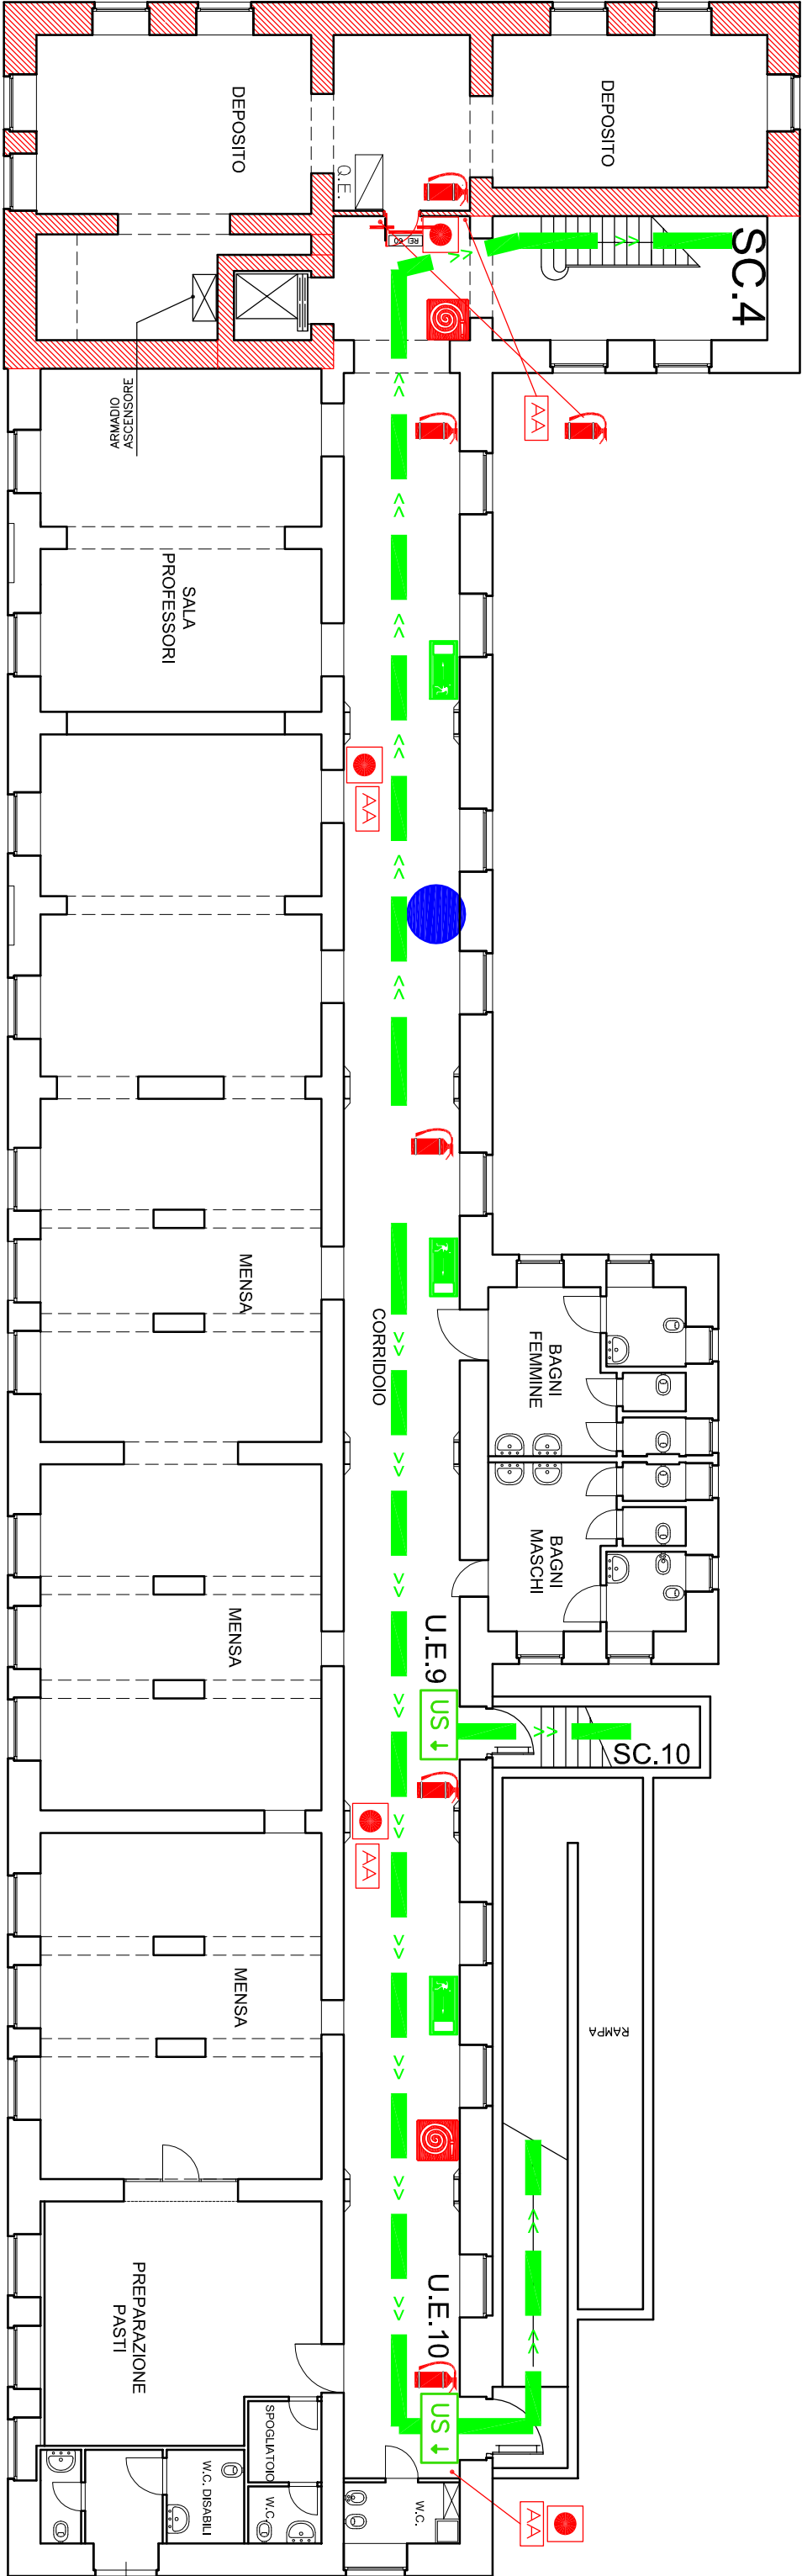 DEPOSITO
DEPOSITO
Q.E.
REI 60
SC.4
ARMADIO
ASCENSORE
AA
SALA
PROFESSORI
AA
MENSA
CORRIDOIO
BAGNI
FEMMINE
BAGNI
MASCHI
MENSA
U.E.9
US
SC.10
AA
MENSA
RAMPA
PREPARAZIONE
PASTI
U.E.10
US
SPOGLIATOIO
W.C. DISABILI
W.C.
W.C.
AA